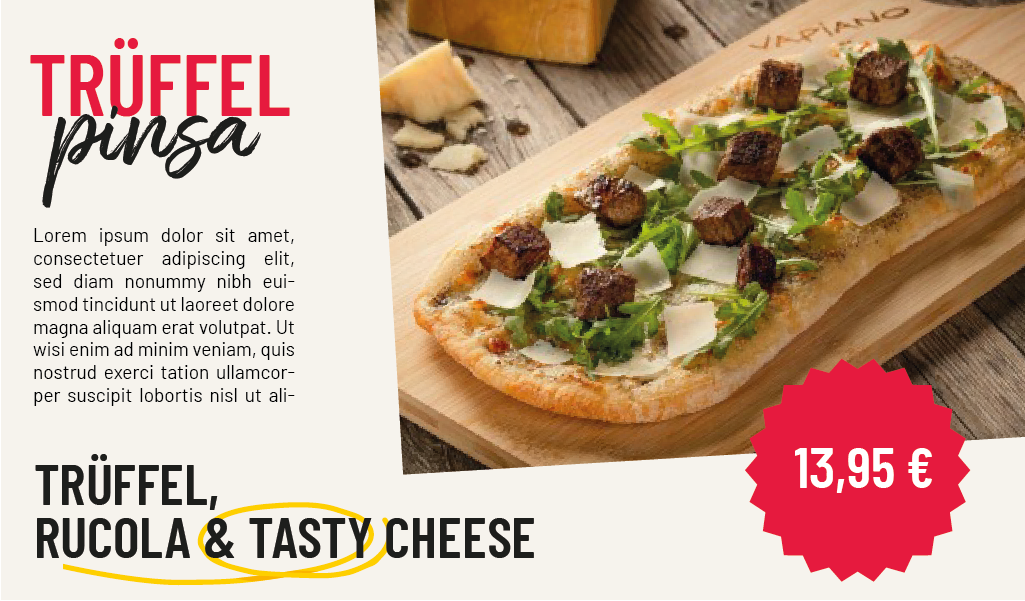 TRÜFFEL
pinsa
Lorem ipsum dolor sit amet,
consectetuer adipiscing elit,
sed diam nonummy nibh eui-
smod tincidunt ut laoreet dolore
magna aliquam erat volutpat. Ut
wisi enim ad minim veniam, quis
nostrud exerci tation ullamcor-
per suscipit lobortis nisl ut ali-
VAPIANO
13,95 €
TRÜFFEL,
RUCOLA & TASTY CHEESE